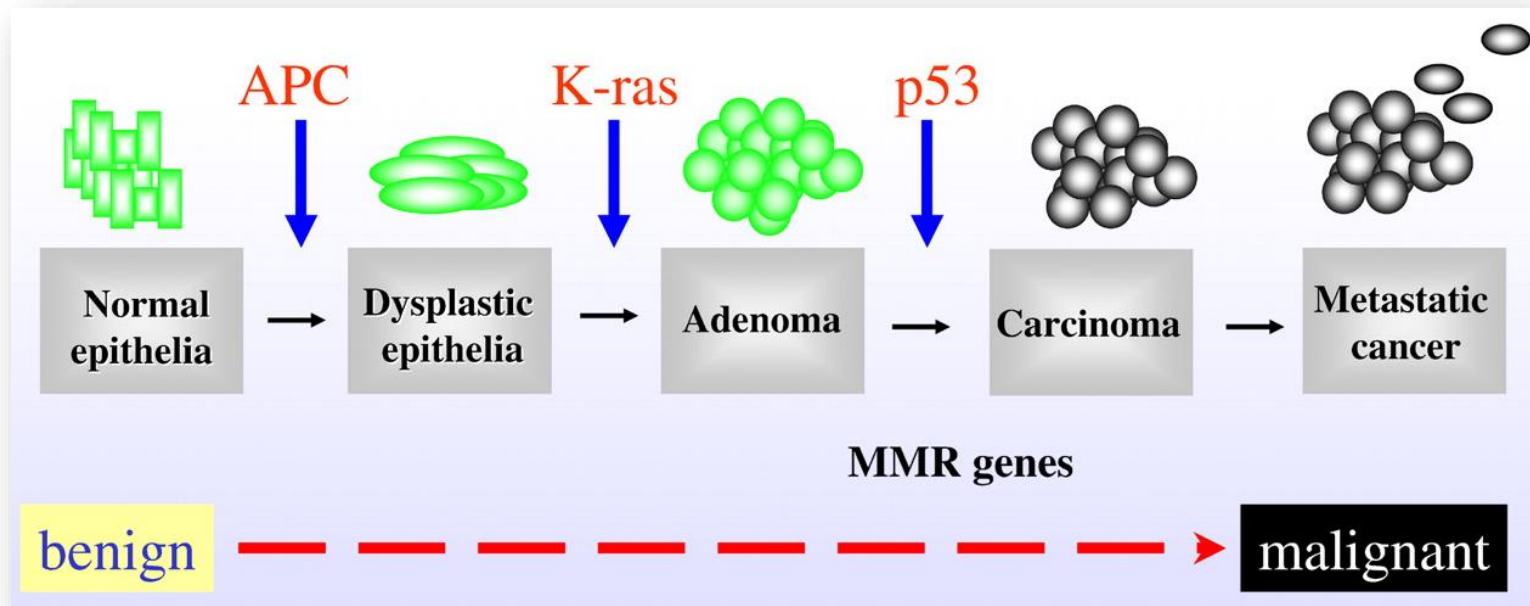 APC
K-ras
p53
Normal
epithelia
Dysplastic
epithelia
Adenoma
Carcinoma
Metastatic
cancer
MMR genes
benign
malignant